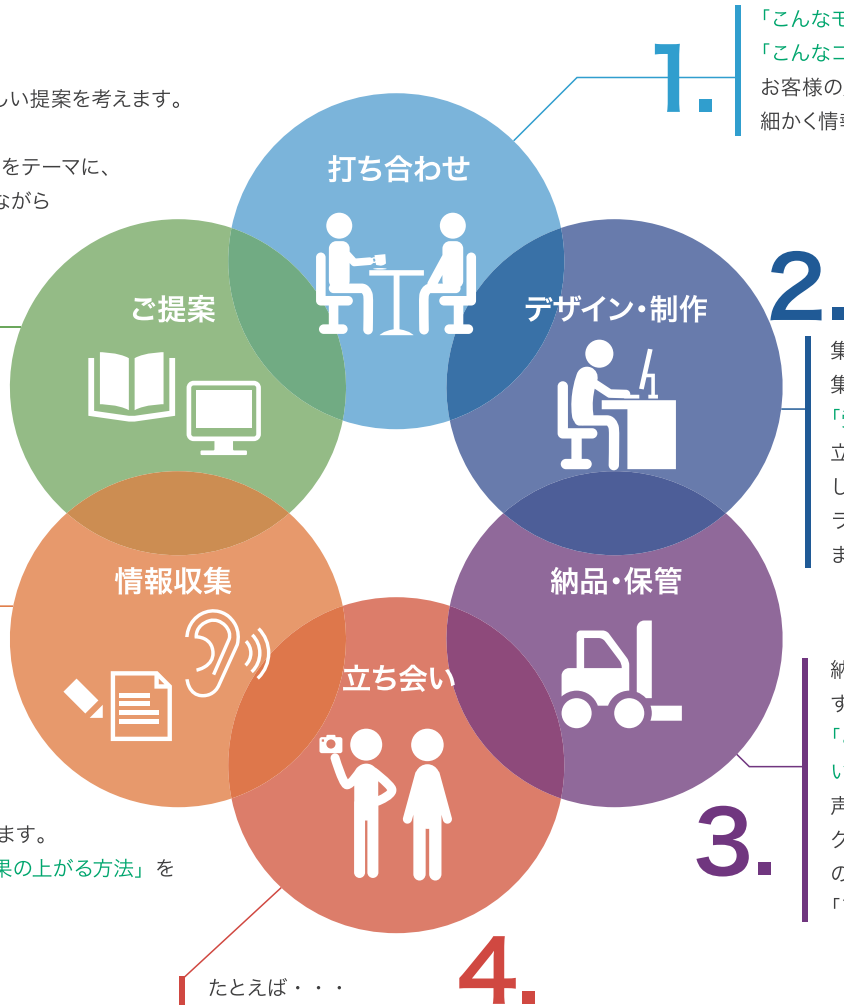 1.
「こんなモ
「こんなコ
お客様の
細かく情
しい提案を考えます。
をテーマに、
ながら
打ち合わせ
ご提案
デザイン・制作
2.
集
集
立
し
ラ
ま
情報収集
納品・保管
立ち会い
納
す
い
声
ク
の
3.
ます。
果の上がる方法」を
4.
たとえば・・・